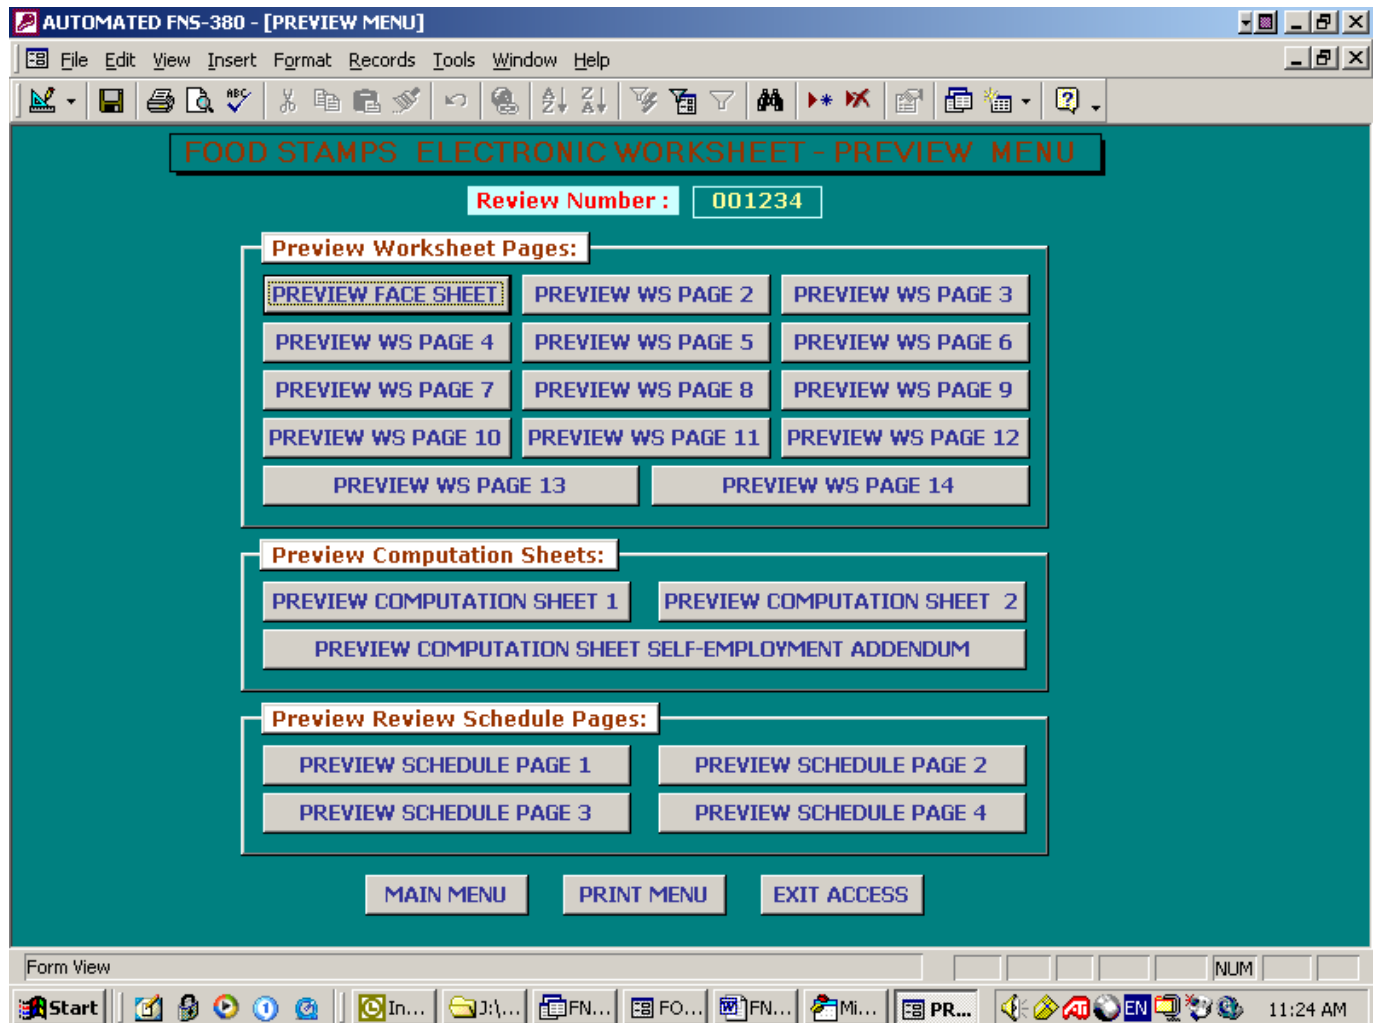 AUTOMATED FNS-380 - [PREVIEW MENU]
File Edit View Insert Format Records Tools Window Help
FOOD STAMPS ELECTRONIC WORKSHEET - PREVIEW MENU
Review Number : 001234
Preview Worksheet Pages:
PREVIEW FACE SHEET PREVIEW WS PAGE 2 PREVIEW WS PAGE 3
PREVIEW WS PAGE 4 PREVIEW WS PAGE 5 PREVIEW WS PAGE 6
PREVIEW WS PAGE 7 PREVIEW WS PAGE 8 PREVIEW WS PAGE 9
PREVIEW WS PAGE 10 PREVIEW WS PAGE 11 PREVIEW WS PAGE 12
PREVIEW WS PAGE 13 PREVIEW WS PAGE 14
Preview Computation Sheets:
PREVIEW COMPUTATION SHEET 1 PREVIEW COMPUTATION SHEET 2
PREVIEW COMPUTATION SHEET SELF-EMPLOYMENT ADDENDUM
Preview Review Schedule Pages:
PREVIEW SCHEDULE PAGE 1 PREVIEW SCHEDULE PAGE 2
PREVIEW SCHEDULE PAGE 3 PREVIEW SCHEDULE PAGE 4
MAIN MENU PRINT MENU EXIT ACCESS
Form View NUM
Start In... J:\... FN... FO... FN... Mi... PR... EN 11:24 AM